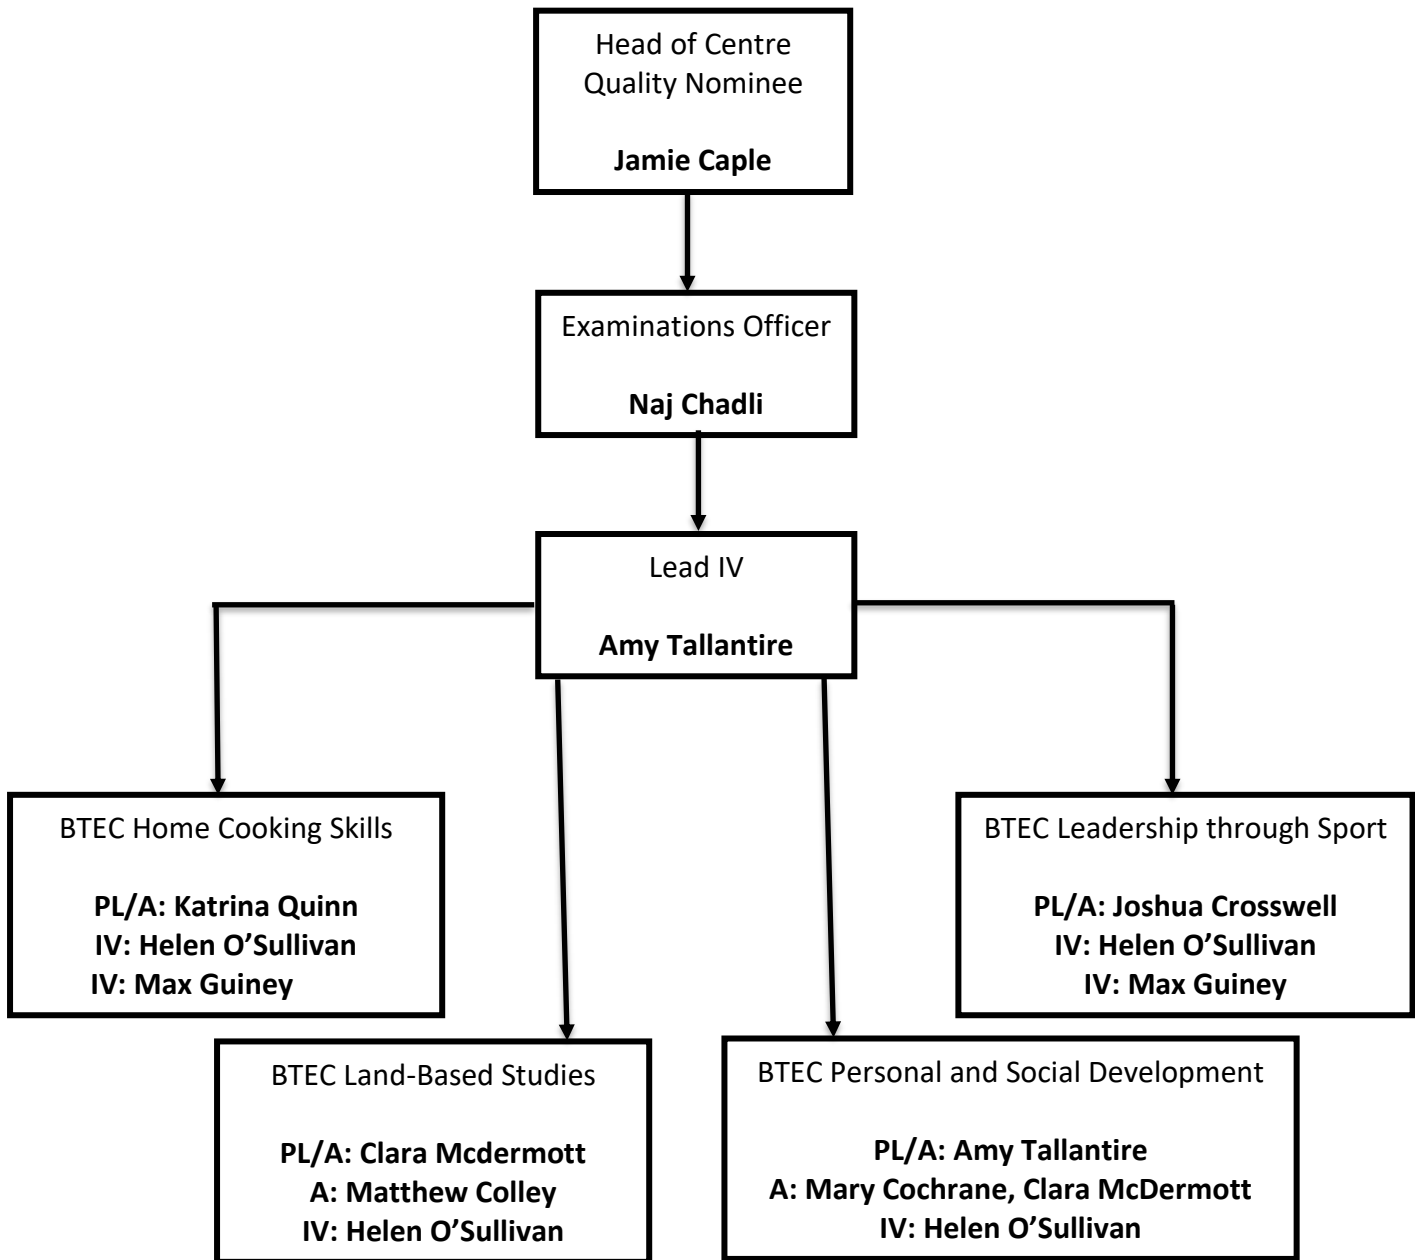 Head of Centre
Quality Nominee
Jamie Caple
Examinations Officer
Naj Chadli
Lead IV
Amy Tallantire
BTEC Home Cooking Skills
PL/A: Katrina Quinn
IV: Helen O’Sullivan
IV: Max Guiney
BTEC Leadership through Sport
PL/A: Joshua Crosswell
IV: Helen O’Sullivan
IV: Max Guiney
BTEC Land-Based Studies
PL/A: Clara Mcdermott
A: Matthew Colley
IV: Helen O’Sullivan
BTEC Personal and Social Development
PL/A: Amy Tallantire
A: Mary Cochrane, Clara McDermott
IV: Helen O’Sullivan